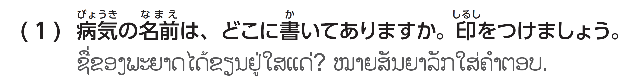 (１) 病気の名前は、どこに書いてありますか。印をつけましょう。
ຊື່ຂອງພະຍາດໄດ້ຂຽນຢູ່ໃສແດ່? ໝາຍສັນຍາລັກໃສ່ຄຳຕອບ.